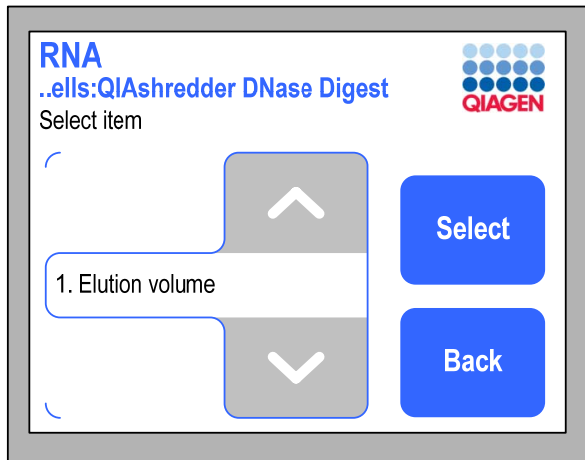 RNA
..ells:QIAshredder DNase Digest
Select item
QIAGEN
Select
1. Elution volume
Back